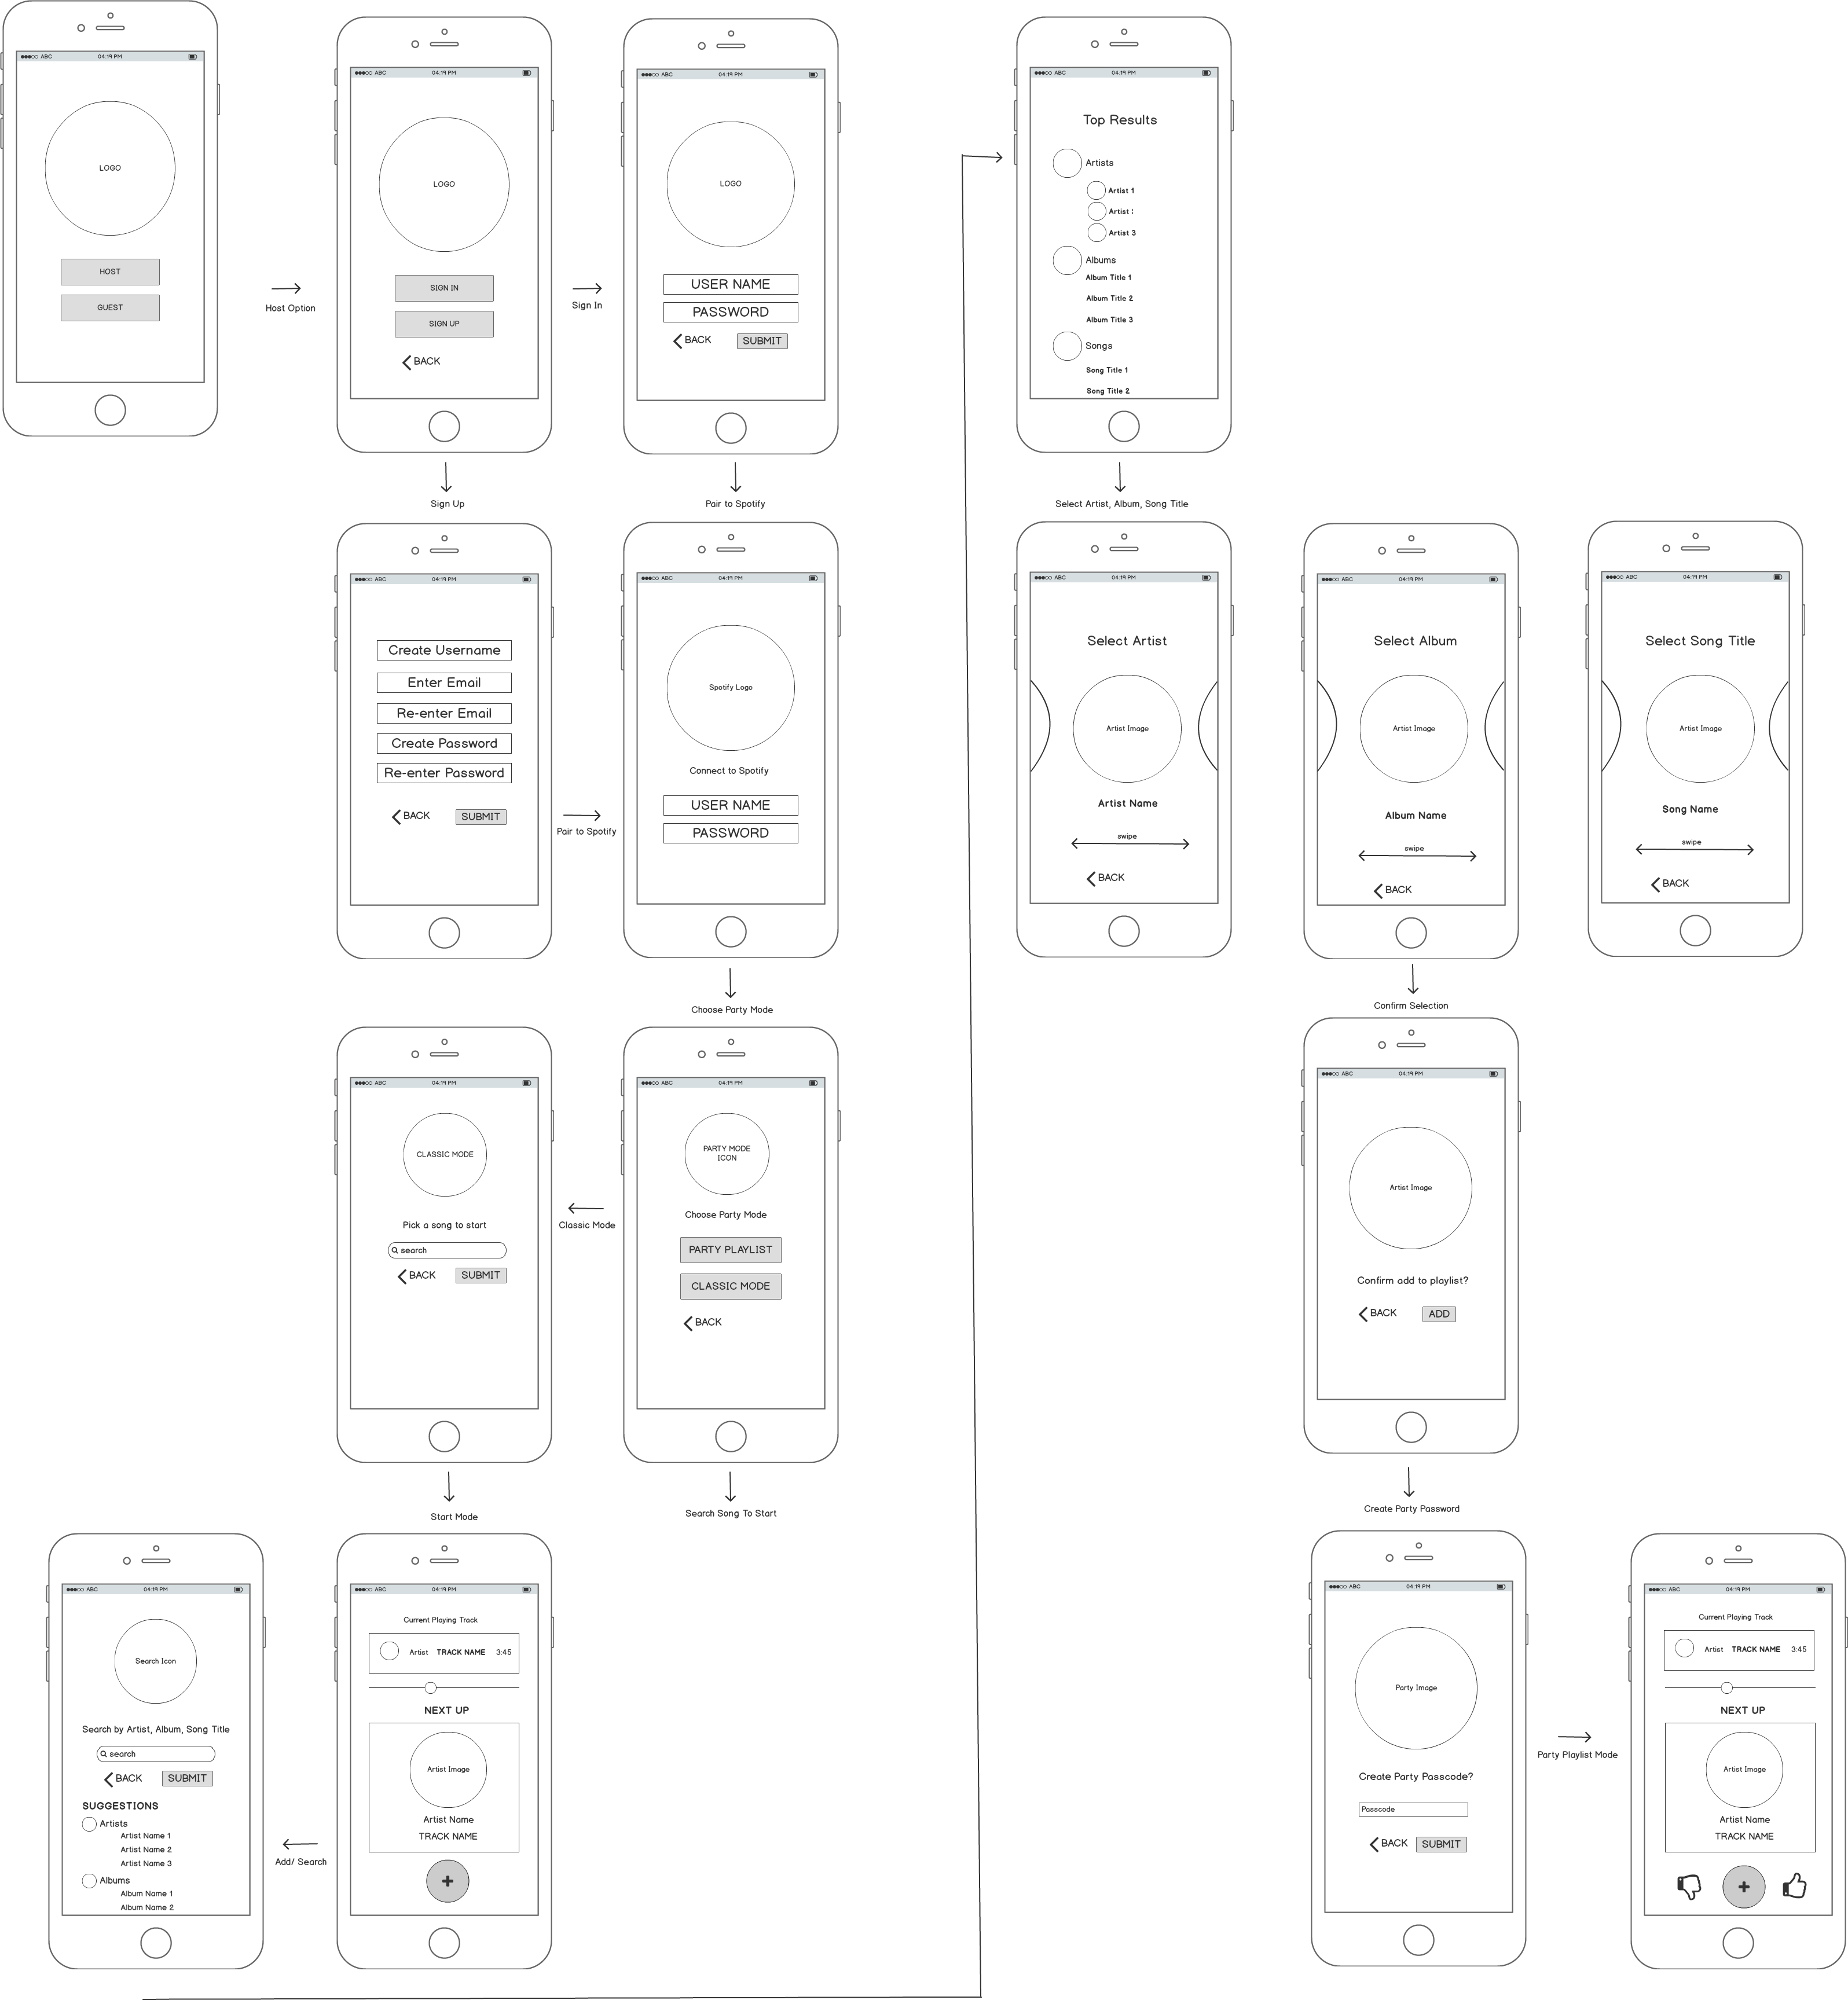 ●●●○○ ABC 04:19 PM
LOGO
HOST
GUEST
Host Option
●●●○○ ABC 04:19 PM
LOGO
SIGN IN
SIGN UP
BACK
Sign In
●●●○○ ABC 04:19 PM
LOGO
USER NAME
PASSWORD
BACK SUBMIT
Sign Up
Pair to Spotify
●●●○○ ABC 04:19 PM
Create Username
Enter Email
Re-enter Email
Create Password
Re-enter Password
BACK SUBMIT
Pair to Spotify
●●●○○ ABC 04:19 PM
Spotify Logo
Connect to Spotify
USER NAME
PASSWORD
Choose Party Mode
●●●○○ ABC 04:19 PM
PARTY MODE
ICON
Choose Party Mode
PARTY PLAYLIST
CLASSIC MODE
BACK
Classic Mode
●●●○○ ABC 04:19 PM
CLASSIC MODE
Pick a song to start
search
BACK SUBMIT
Start Mode
Search Song To Start
●●●○○ ABC 04:19 PM
Current Playing Track
Artist TRACK NAME 3:45
NEXT UP
Artist Image
Artist Name
TRACK NAME
+
Add/ Search
●●●○○ ABC 04:19 PM
Search Icon
Search by Artist, Album, Song Title
search
BACK SUBMIT
SUGGESTIONS
Artists
Artist Name 1
Artist Name 2
Artist Name 3
Albums
Album Name 1
Album Name 2
●●●○○ ABC 04:19 PM
Top Results
Artists
Artist 1
Artist :
Artist 3
Albums
Album Title 1
Album Title 2
Album Title 3
Songs
Song Title 1
Song Title 2
Select Artist, Album, Song Title
●●●○○ ABC 04:19 PM
Select Artist
Artist Image
Artist Name
swipe
BACK
●●●○○ ABC 04:19 PM
Select Album
Artist Image
Album Name
swipe
BACK
●●●○○ ABC 04:19 PM
Select Song Title
Artist Image
Song Name
swipe
BACK
Confirm Selection
●●●○○ ABC 04:19 PM
Artist Image
Confirm add to playlist?
BACK ADD
Create Party Password
●●●○○ ABC 04:19 PM
Party Image
Create Party Passcode?
Passcode
BACK SUBMIT
Party Playlist Mode
●●●○○ ABC 04:19 PM
Current Playing Track
Artist TRACK NAME 3:45
NEXT UP
Artist Image
Artist Name
TRACK NAME
+